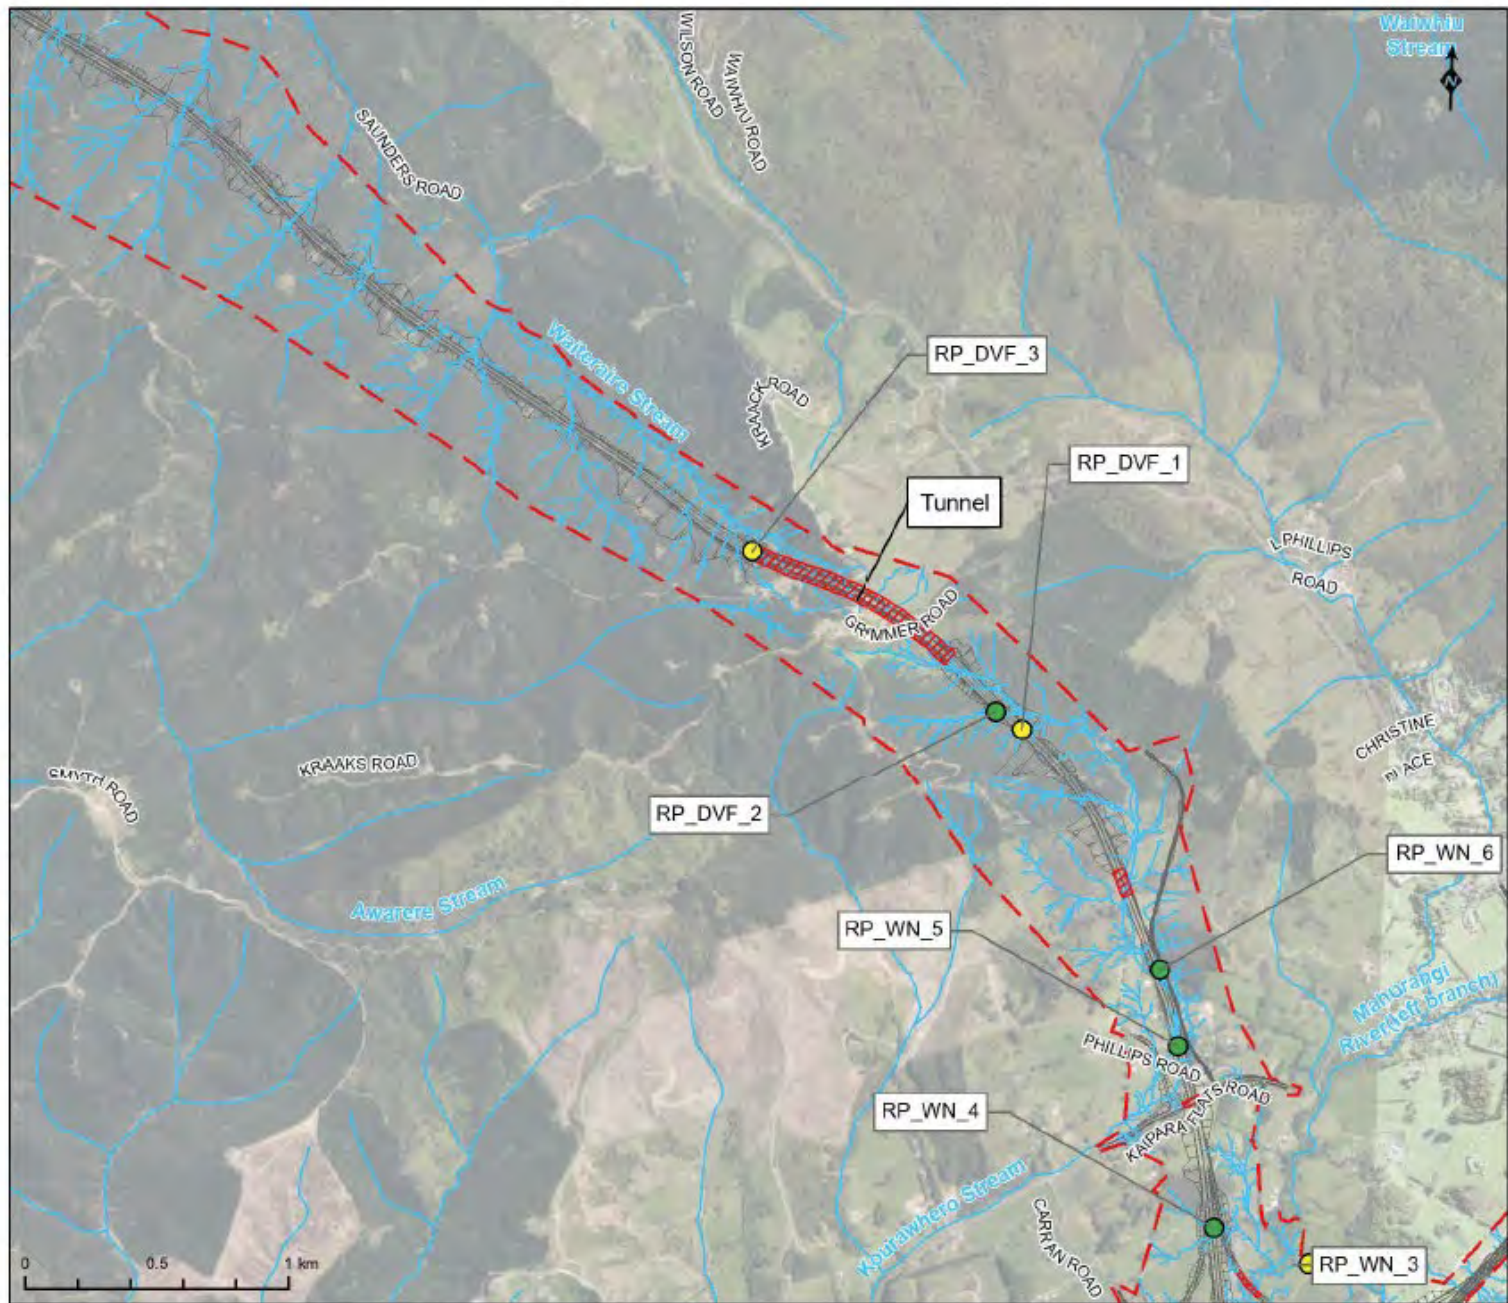 WILSON ROAD
WAIWHIU ROAD
Waiwhiu
Stream
N
SAUNDERS ROAD
Waiteraire Stream
RP_DVF_3
KRAACK ROAD
RP_DVF_1
Tunnel
PHILLIPS
ROAD
GRIMMER ROAD
CHRISTINE
PLACE
KRAAKS ROAD
SMYTH ROAD
RP_DVF_2
RP_WN_6
Awarere Stream
RP_WN_5
Mahurangi
River(left branch)
PHILLIPS ROAD
RP_WN_4
KAIPARA FLATS ROAD
Kourawhero Stream
CARRAN ROAD
RP_WN_3
0 0.5 1 km